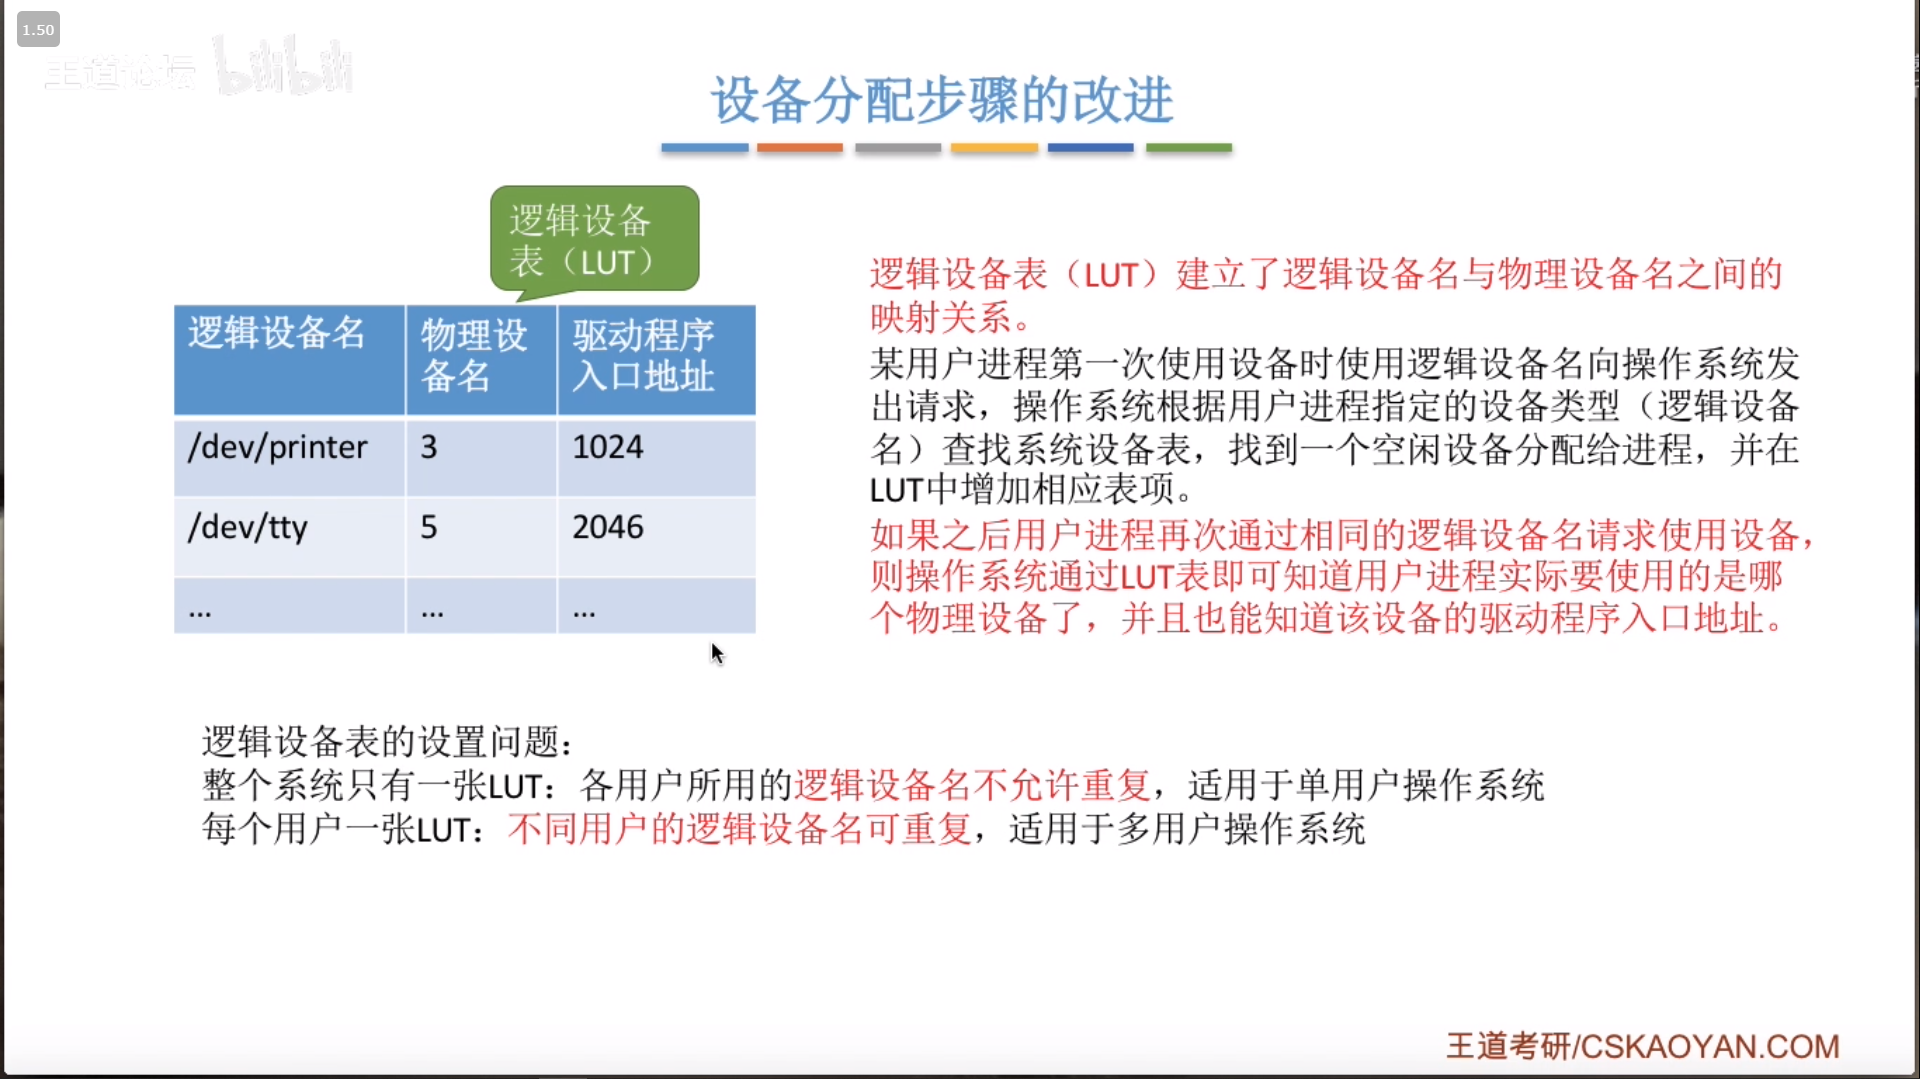 1.50
王道论坛 bilibili
设备分配步骤的改进
逻辑设备
表（LUT）
逻辑设备名 物理设备名 驱动程序入口地址
/dev/printer 3 1024
/dev/tty 5 2046
... ... ...
逻辑设备表（LUT）建立了逻辑设备名与物理设备名之间的
映射关系。
某用户进程第一次使用设备时使用逻辑设备名向操作系统发
出请求，操作系统根据用户进程指定的设备类型（逻辑设备
名）查找系统设备表，找到一个空闲设备分配给进程，并在
LUT中增加相应表项。
如果之后用户进程再次通过相同的逻辑设备名请求使用设备，
则操作系统通过LUT表即可知道用户进程实际要使用的是哪
个物理设备了，并且也能知道该设备的驱动程序入口地址。
逻辑设备表的设置问题：
整个系统只有一张LUT：各用户所用的逻辑设备名不允许重复，适用于单用户操作系统
每个用户一张LUT：不同用户的逻辑设备名可重复，适用于多用户操作系统
王道考研/CSKAOYAN.COM